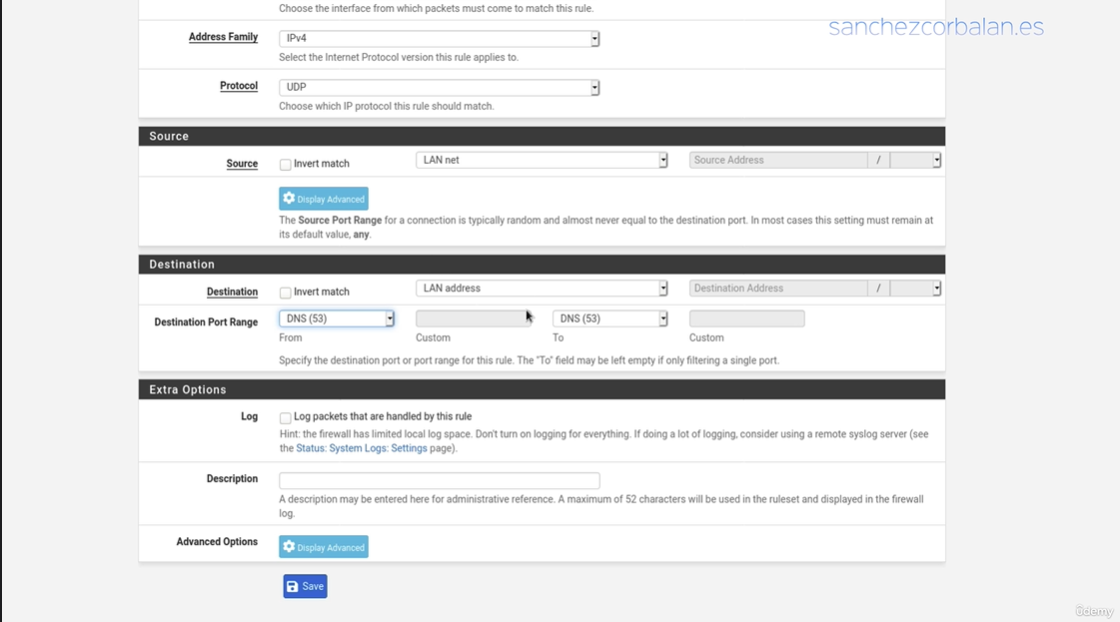 Choose the interface from which packets must come to match this rule.
sanchezcorbalan.es
Address Family IPv4
Select the Internet Protocol version this rule applies to.
Protocol UDP
Choose which IP protocol this rule should match.
Source
Source Invert match LAN net Source Address /
Display Advanced
The Source Port Range for a connection is typically random and almost never equal to the destination port. In most cases this setting must remain at
its default value, any.
Destination
Destination Invert match LAN address Destination Address /
Destination Port Range DNS (53) DNS (53)
From Custom To Custom
Specify the destination port or port range for this rule. The "To" field may be left empty if only filtering a single port.
Extra Options
Log Log packets that are handled by this rule
Hint: the firewall has limited local log space. Don't turn on logging for everything. If doing a lot of logging, consider using a remote syslog server (see
the Status: System Logs: Settings page).
Description
A description may be entered here for administrative reference. A maximum of 52 characters will be used in the ruleset and displayed in the firewall
log.
Advanced Options Display Advanced
Save
ûdemy